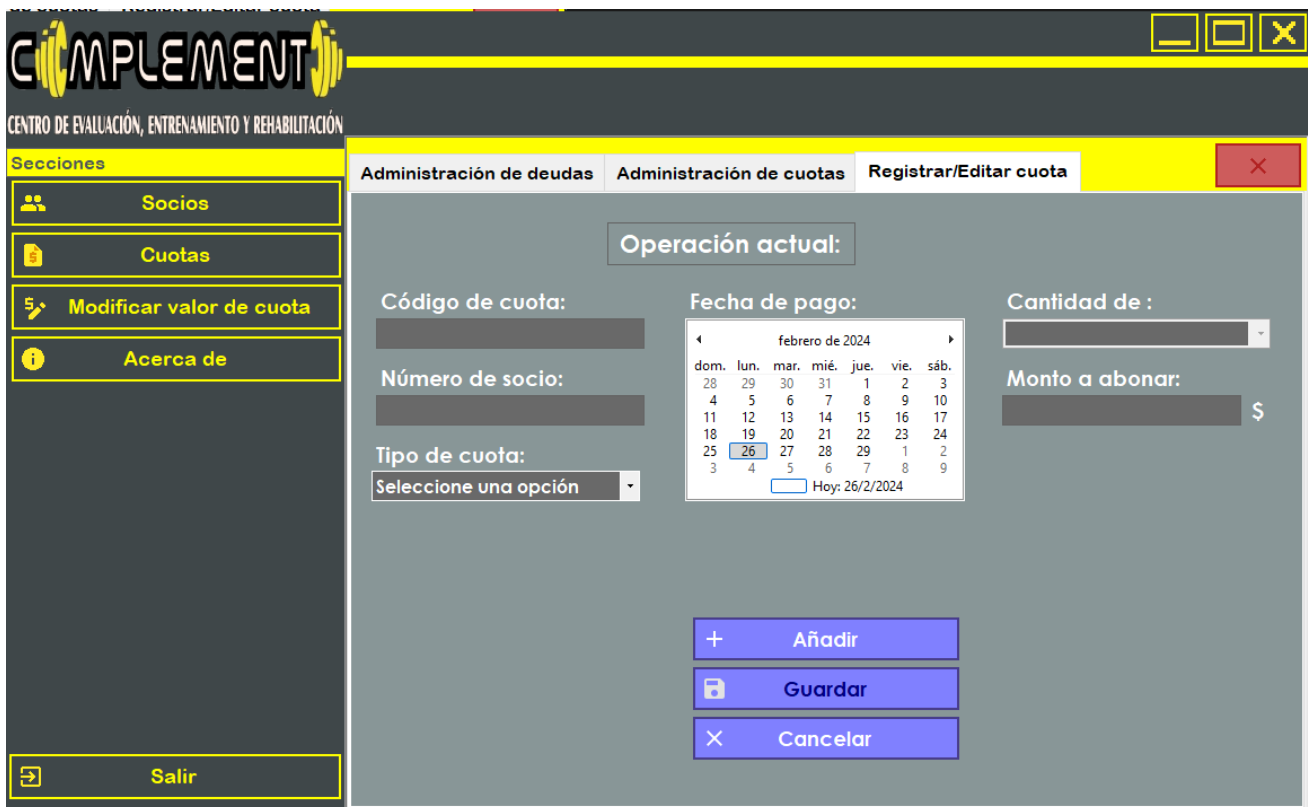 COMPLEMENTO
CENTRO DE EVALUACIÓN, ENTRENAMIENTO Y REHABILITACIÓN
Secciones
Socios
Cuotas
Modificar valor de cuota
Acerca de
Salir
Administración de deudas Administración de cuotas Registrar/Editar cuota
Operación actual:
Código de cuota:
Número de socio:
Tipo de cuota:
Seleccione una opción
Fecha de pago:
febrero de 2024
dom. lun. mar. mié. jue. vie. sáb.
28 29 30 31 1 2 3
4 5 6 7 8 9 10
11 12 13 14 15 16 17
18 19 20 21 22 23 24
25 26 27 28 29 1 2
3 4 5 6 7 8 9
Hoy: 26/2/2024
Cantidad de :
Monto a abonar:
$
Añadir
Guardar
Cancelar